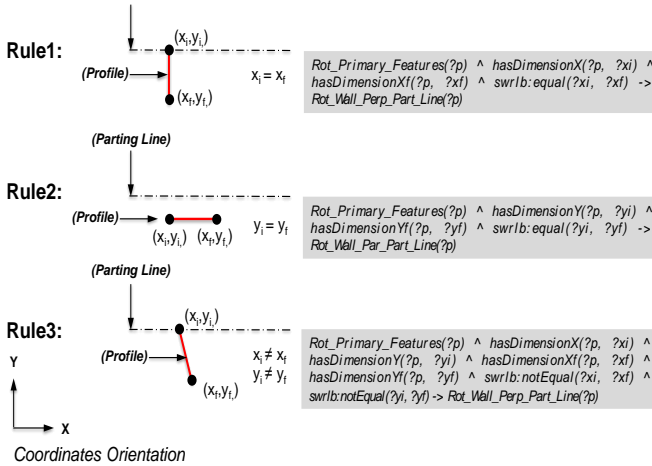 Rule1:
(Profile)
(xi,yi,)
(xf,yf,)
xi = xf
Rot_Primary_Features(?p) ^ hasDimensionX(?p, ?xi) ^
hasDimensionXf(?p, ?xf) ^ swrlb:equal(?xi, ?xf) ->
Rot_Wall_Perp_Part_Line(?p)
(Parting Line)
Rule2:
(Profile)
(xi,yi,) (xf,yf,)
yi = yf
Rot_Primary_Features(?p) ^ hasDimensionY(?p, ?yi) ^
hasDimensionYf(?p, ?yf) ^ swrlb:equal(?yi, ?yf) ->
Rot_Wall_Par_Part_Line(?p)
(Parting Line)
Rule3:
(xi,yi,)
(Profile)
(xf,yf,)
xi ≠ xf
yi ≠ yf
Rot_Primary_Features(?p) ^ hasDimensionX(?p, ?xi) ^
hasDimensionY(?p, ?yi) ^ hasDimensionXf(?p, ?xf) ^
hasDimensionYf(?p, ?yf) ^ swrlb:notEqual(?xi, ?xf) ^
swrlb:notEqual(?yi, ?yf) -> Rot_Wall_Perp_Part_Line(?p)
Y
X
Coordinates Orientation